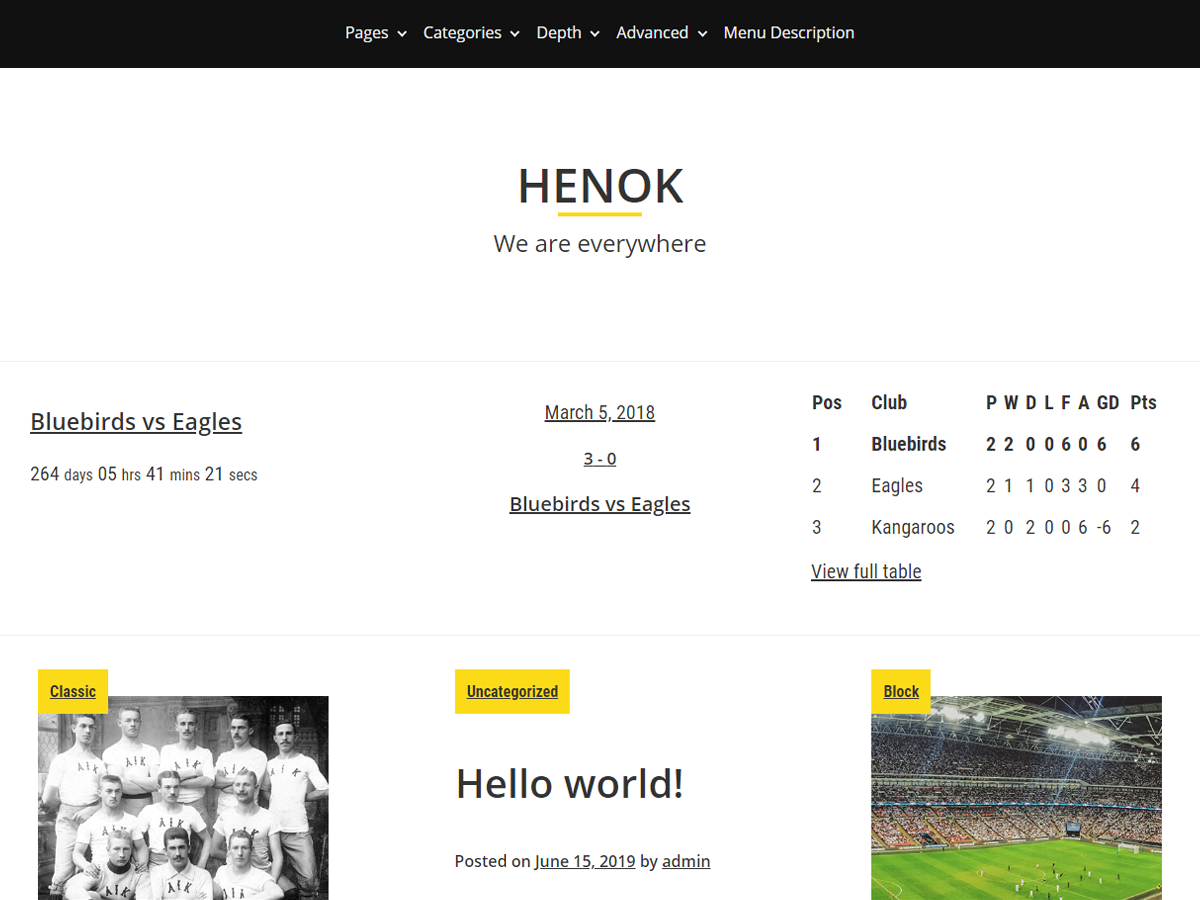 Pages Categories Depth Advanced Menu Description
HENOK
We are everywhere
Bluebirds vs Eagles
264 days 05 hrs 41 mins 21 secs
March 5, 2018
3 - 0
Bluebirds vs Eagles
Pos Club P W D L F A GD Pts
1 Bluebirds 2 2 0 0 6 0 6 6
2 Eagles 2 1 1 0 3 3 0 4
3 Kangaroos 2 0 2 0 0 6 -6 2
View full table
Classic
AIK
AIK
AIK
AIK
AIK
AIK
AIK
AIK
AIK
AIK
Uncategorized
Hello world!
Posted on June 15, 2019 by admin
Block